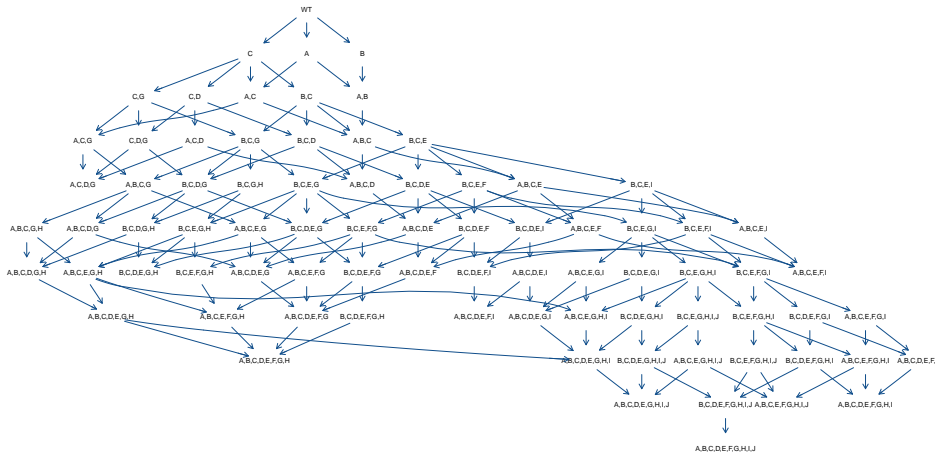 WT
C A B
C,G C,D A,C B,C A,B
A,C,G C,D,G A,C,D B,C,G B,C,D A,B,C B,C,E
A,C,D,G A,B,C,G B,C,D,G B,C,G,H B,C,E,G A,B,C,D B,C,D,E B,C,E,F A,B,C,E B,C,E,I
A,B,C,G,H A,B,C,D,G B,C,D,G,H B,C,E,G,H A,B,C,E,G B,C,D,E,G B,C,E,F,G A,B,C,D,E B,C,D,E,F B,C,D,E,I A,B,C,E,F B,C,E,G,I B,C,E,F,I A,B,C,E,I
A,B,C,D,G,H A,B,C,E,G,H B,C,D,E,G,H B,C,E,F,G,H A,B,C,D,E,G A,B,C,E,F,G B,C,D,E,F,G A,B,C,D,E,F B,C,D,E,F,I A,B,C,D,E,I A,B,C,E,G,I B,C,D,E,G,I B,C,E,G,H,I B,C,E,F,G,I A,B,C,E,F,I
A,B,C,D,E,G,H A,B,C,E,F,G,H A,B,C,D,E,F,G B,C,D,E,F,G,H A,B,C,D,E,F,I A,B,C,D,E,G,I A,B,C,E,G,H,I B,C,D,E,G,H,I B,C,E,G,H,I,J B,C,E,F,G,H,I B,C,D,E,F,G,I A,B,C,E,F,G,I
A,B,C,D,E,F,G,H A,B,C,D,E,G,H,I B,C,D,E,G,H,I,J A,B,C,E,G,H,I,J B,C,E,F,G,H,I,J B,C,D,E,F,G,H,I A,B,C,E,F,G,H,I A,B,C,D,E,F,
A,B,C,D,E,G,H,I,J B,C,D,E,F,G,H,I,J A,B,C,E,F,G,H,I,J A,B,C,D,E,F,G,H,I
A,B,C,D,E,F,G,H,I,J